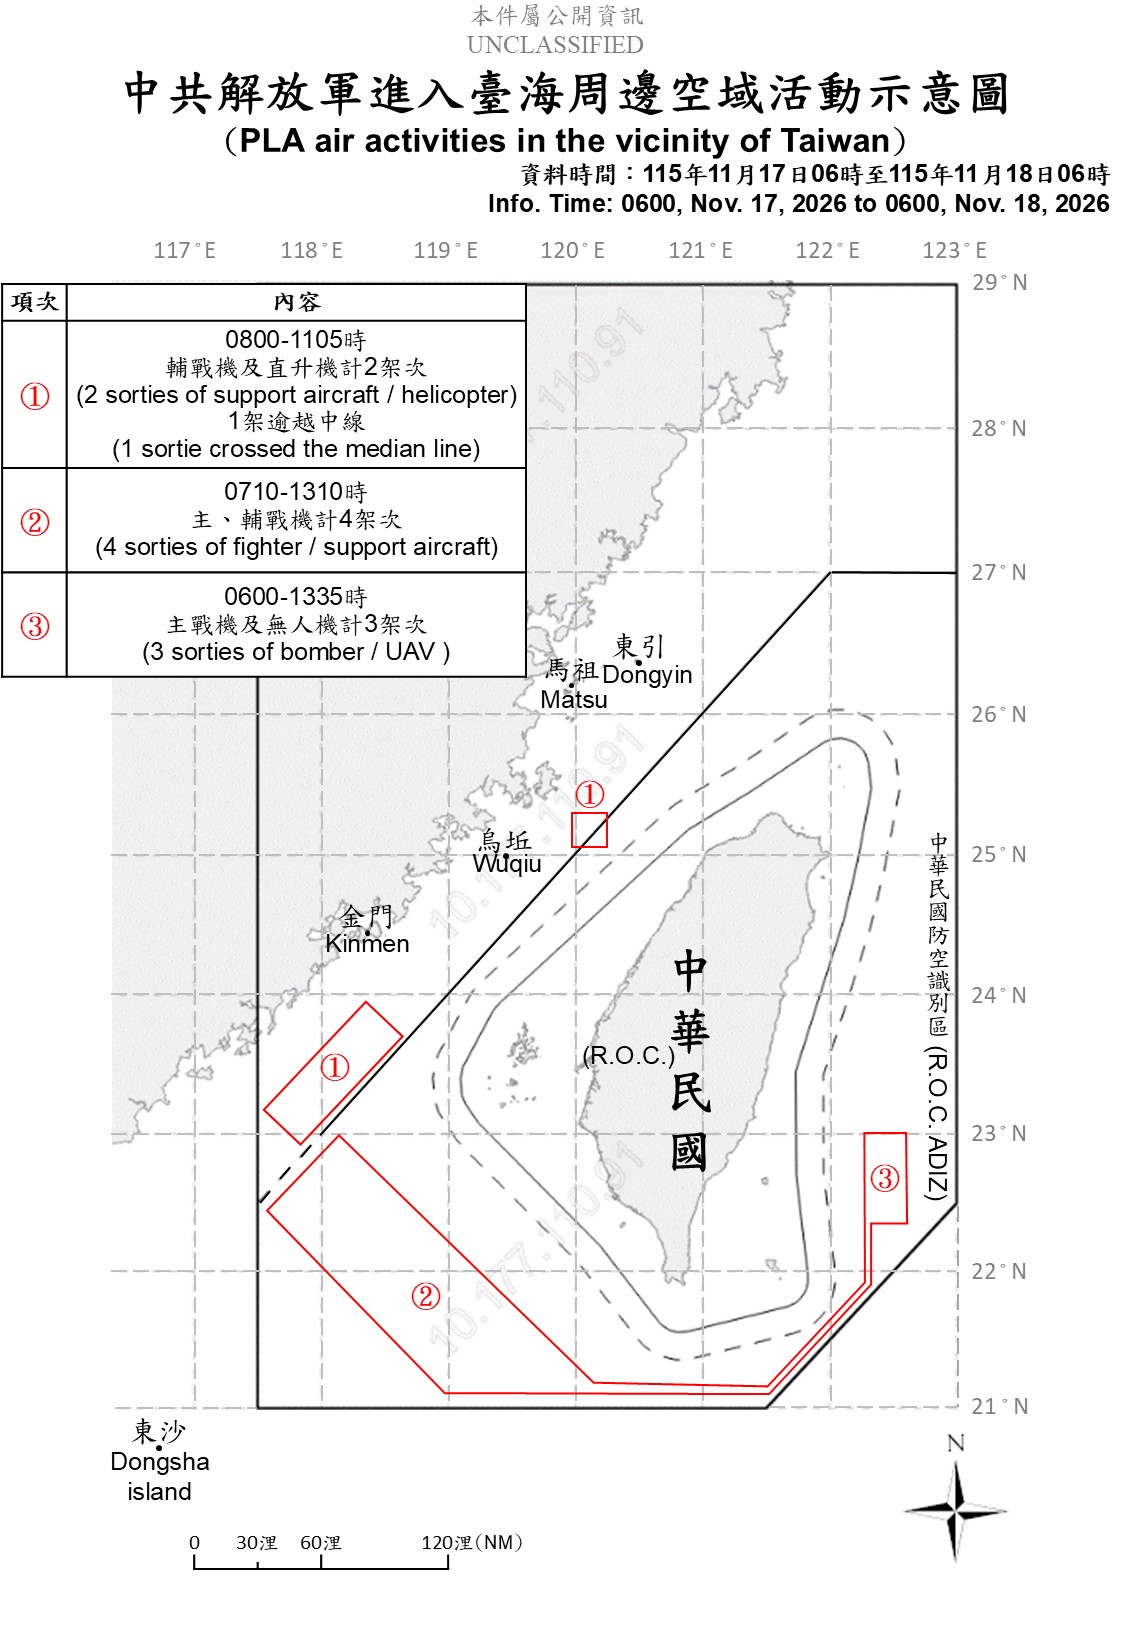 本件屬公開資訊
UNCLASSIFIED
中共解放軍進入臺海周邊空域活動示意圖
(PLA air activities in the vicinity of Taiwan)
資料時間：115年11月17日06時至115年11月18日06時
Info. Time: 0600, Nov. 17, 2026 to 0600, Nov. 18, 2026
117°E 118°E 119°E 120°E 121°E 122°E 123°E
項次 內容
① 0800-1105時
輔戰機及直升機計2架次
(2 sorties of support aircraft / helicopter)
1架逾越中線
(1 sortie crossed the median line)
② 0710-1310時
主、輔戰機計4架次
(4 sorties of fighter / support aircraft)
③ 0600-1335時
主戰機及無人機計3架次
(3 sorties of bomber / UAV )
29°N
28°N
27°N
26°N
25°N
24°N
23°N
22°N
21°N
東引
Dongyin
馬祖
Matsu
①
烏坵
Wuqiu
金門
Kinmen
①
②
③
中華民國
(R.O.C.)
中華民國防空識別區 (R.O.C. ADIZ)
東沙
Dongsha
island
N
0 30浬 60浬 120浬(NM)
10.177.110.91
10.177.110.91
.110.91